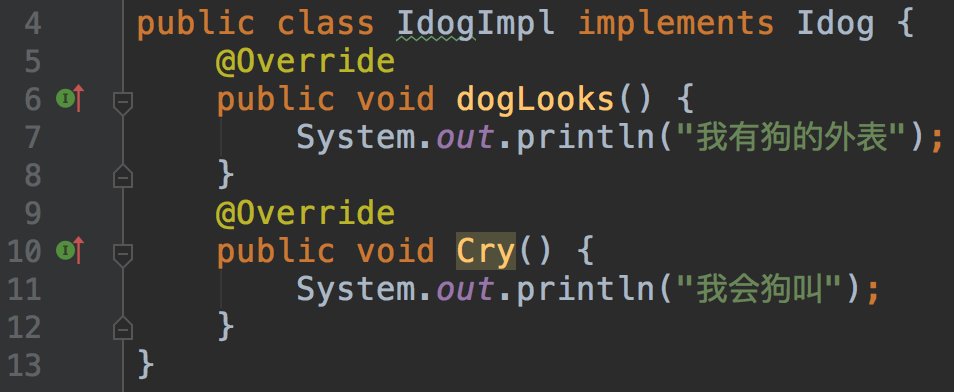 4 public class IdogImpl implements Idog {
5 @Override
6 public void dogLooks() {
7 System.out.println("我有狗的外表");
8 }
9 @Override
10 public void Cry() {
11 System.out.println("我会狗叫");
12 }
13 }